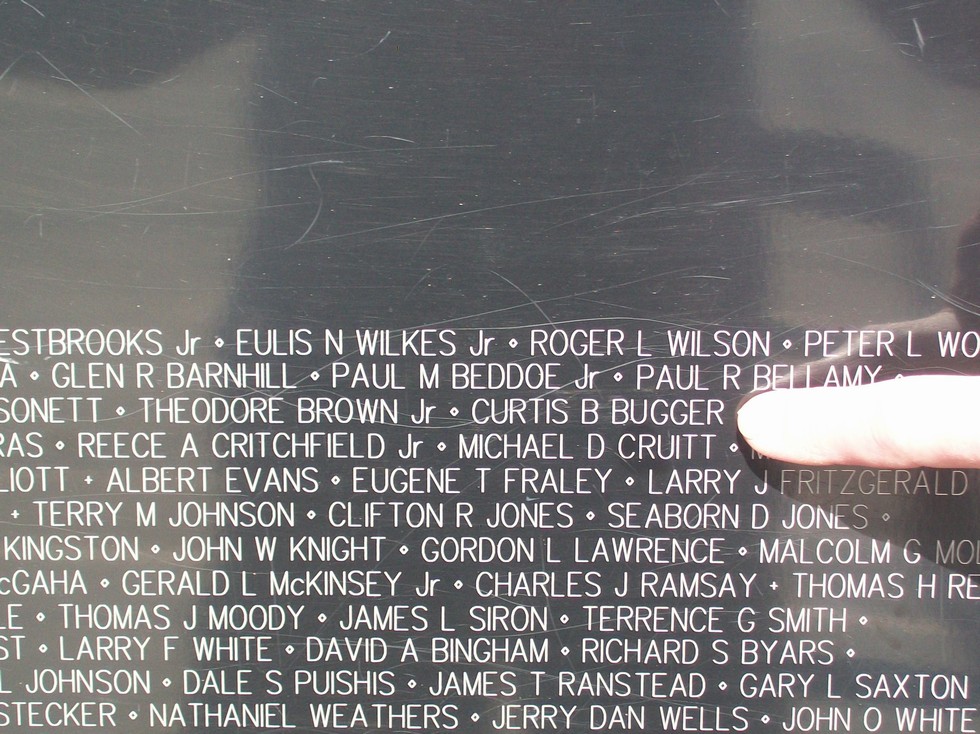 ESTBROOKS Jr ⋄ EULIS N WILKES Jr ⋄ ROGER L WILSON ⋄ PETER L WO
A ⋄ GLEN R BARNHILL ⋄ PAUL M BEDDOE Jr ⋄ PAUL R BELLAMY ⋄
SONETT ⋄ THEODORE BROWN Jr ⋄ CURTIS B BUGGER
RAS ⋄ REECE A CRITCHFIELD Jr ⋄ MICHAEL D CRUITT ⋄
LIOTT + ALBERT EVANS ⋄ EUGENE T FRALEY ⋄ LARRY J FRITZGERALD
+ TERRY M JOHNSON ⋄ CLIFTON R JONES ⋄ SEABORN D JONES ⋄
KINGSTON ⋄ JOHN W KNIGHT ⋄ GORDON L LAWRENCE ⋄ MALCOLM G MCL
cGAHA ⋄ GERALD L McKINSEY Jr ⋄ CHARLES J RAMSAY + THOMAS H RE
LE ⋄ THOMAS J MOODY ⋄ JAMES L SIRON ⋄ TERRENCE G SMITH ⋄
ST ⋄ LARRY F WHITE ⋄ DAVID A BINGHAM ⋄ RICHARD S BYARS ⋄
L JOHNSON ⋄ DALE S PUISHIS ⋄ JAMES T RANSTEAD ⋄ GARY L SAXTON
STECKER ⋄ NATHANIEL WEATHERS ⋄ JERRY DAN WELLS ⋄ JOHN O WHITE